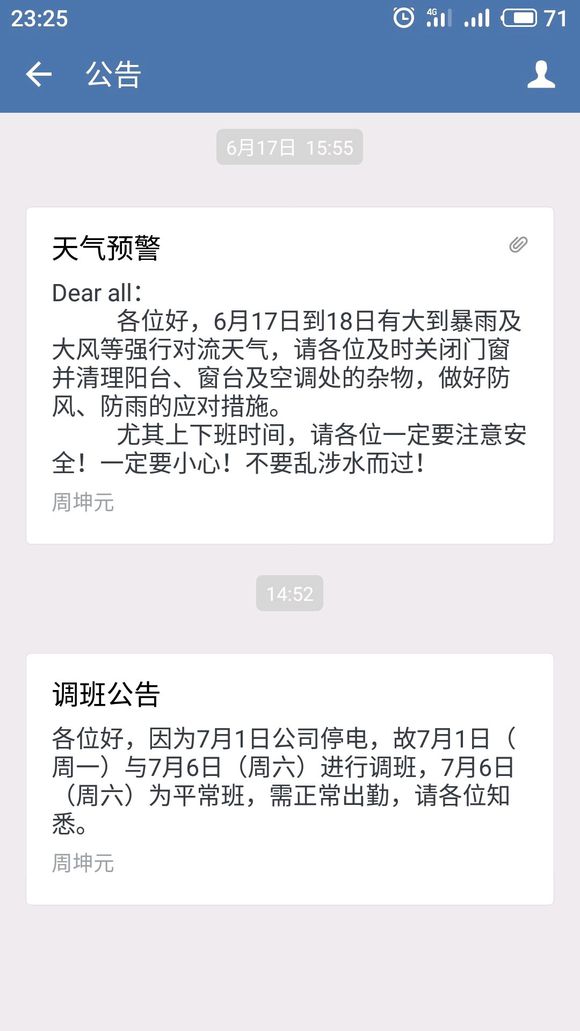 23:25
4G
71
公告
6月17日 15:55
天气预警
Dear all：
各位好，6月17日到18日有大到暴雨及
大风等强行对流天气，请各位及时关闭门窗
并清理阳台、窗台及空调处的杂物，做好防
风、防雨的应对措施。
尤其上下班时间，请各位一定要注意安
全！一定要小心！不要乱涉水而过！
周坤元
14:52
调班公告
各位好，因为7月1日公司停电，故7月1日（
周一）与7月6日（周六）进行调班，7月6日
（周六）为平常班，需正常出勤，请各位知
悉。
周坤元